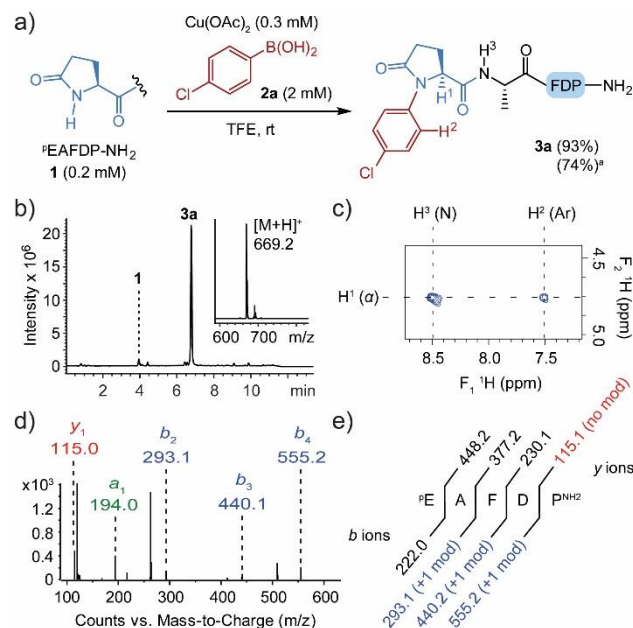 a)
Cu(OAc)2 (0.3 mM)
B(OH)2
Cl
2a (2 mM)
TFE, rt
O
N
H
O
pEAFDP-NH2
1 (0.2 mM)
O
N
H1
O
H3
N
O
FDP
NH2
H2
Cl
3a (93%)
(74%)a
b)
3a
[M+H]+
669.2
600 700 m/z
1
Intensity x 10^6
20
15
10
5
0
2 4 6 8 10 min
c)
H3 (N) H2 (Ar)
H1 (α)
4.5
5.0
F2 1H (ppm)
8.5 8.0 7.5
F1 1H (ppm)
d)
y1
115.0
a1
194.0
b2
293.1
b3
440.1
b4
555.2
x10^3
1.2
0.8
0.4
0
100 200 300 400 500 600
Counts vs. Mass-to-Charge (m/z)
e)
448.2
377.2
230.1
115.1 (no mod)
y ions
pE A F D PNH2
b ions
222.0
293.1 (+1 mod)
440.2 (+1 mod)
555.2 (+1 mod)